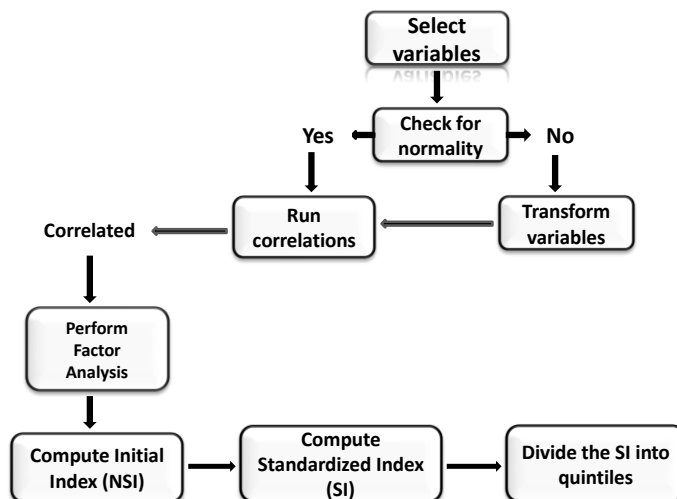 Select
variables
Check for
normality
Yes
No
Run
correlations
Transform
variables
Correlated
Perform
Factor
Analysis
Compute Initial
Index (NSI)
Compute
Standardized Index
(SI)
Divide the SI into
quintiles